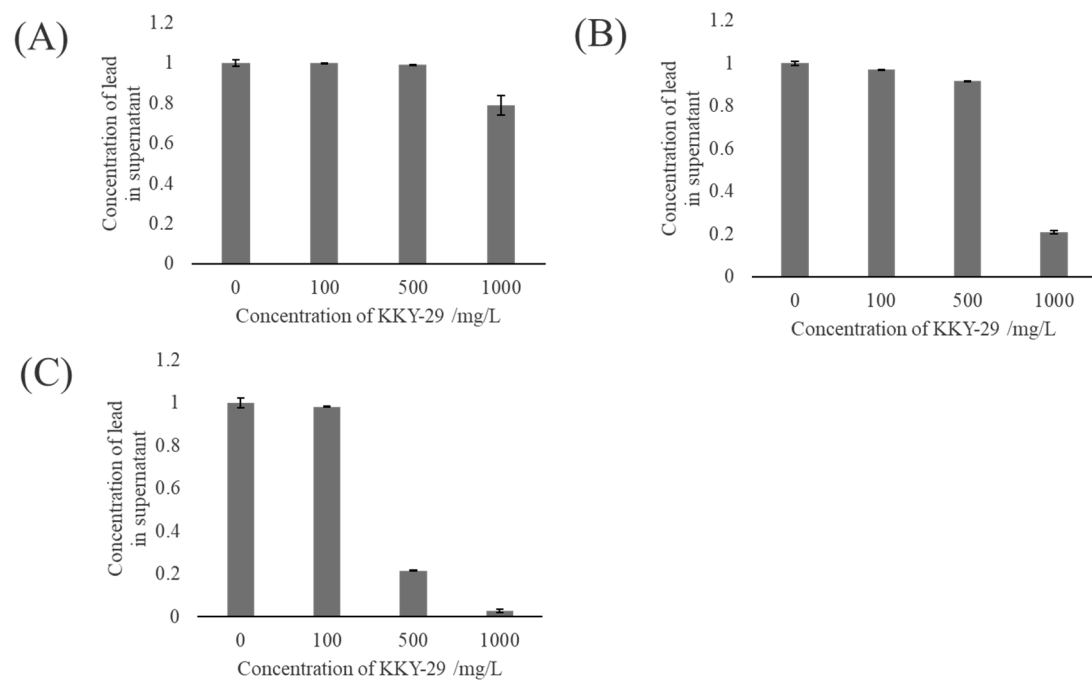 (A)
Concentration of lead
in supernatant
1.2
1
0.8
0.6
0.4
0.2
0
0 100 500 1000
Concentration of KKY-29 /mg/L
(B)
Concentration of lead
in supernatant
1.2
1
0.8
0.6
0.4
0.2
0
0 100 500 1000
Concentration of KKY-29 /mg/L
(C)
Concentration of lead
in supernatant
1.2
1
0.8
0.6
0.4
0.2
0
0 100 500 1000
Concentration of KKY-29 /mg/L